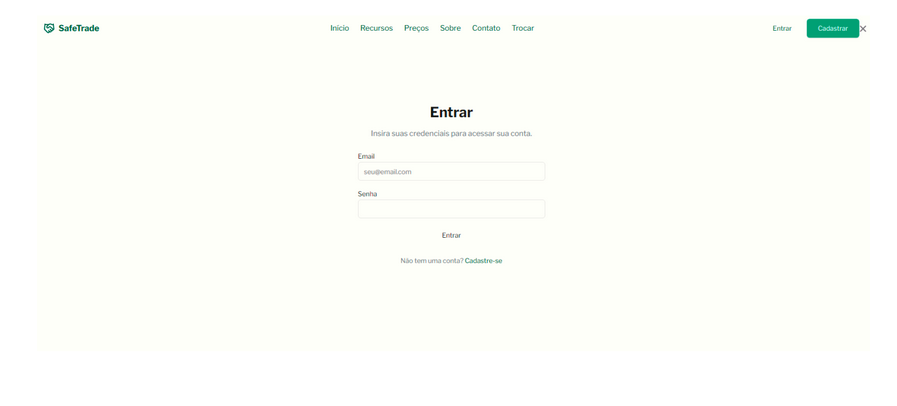 SafeTrade
Início Recursos Preços Sobre Contato Trocar
Entrar Cadastrar
Entrar
Insira suas credenciais para acessar sua conta.
Email
seu@email.com
Senha
Entrar
Não tem uma conta? Cadastre-se